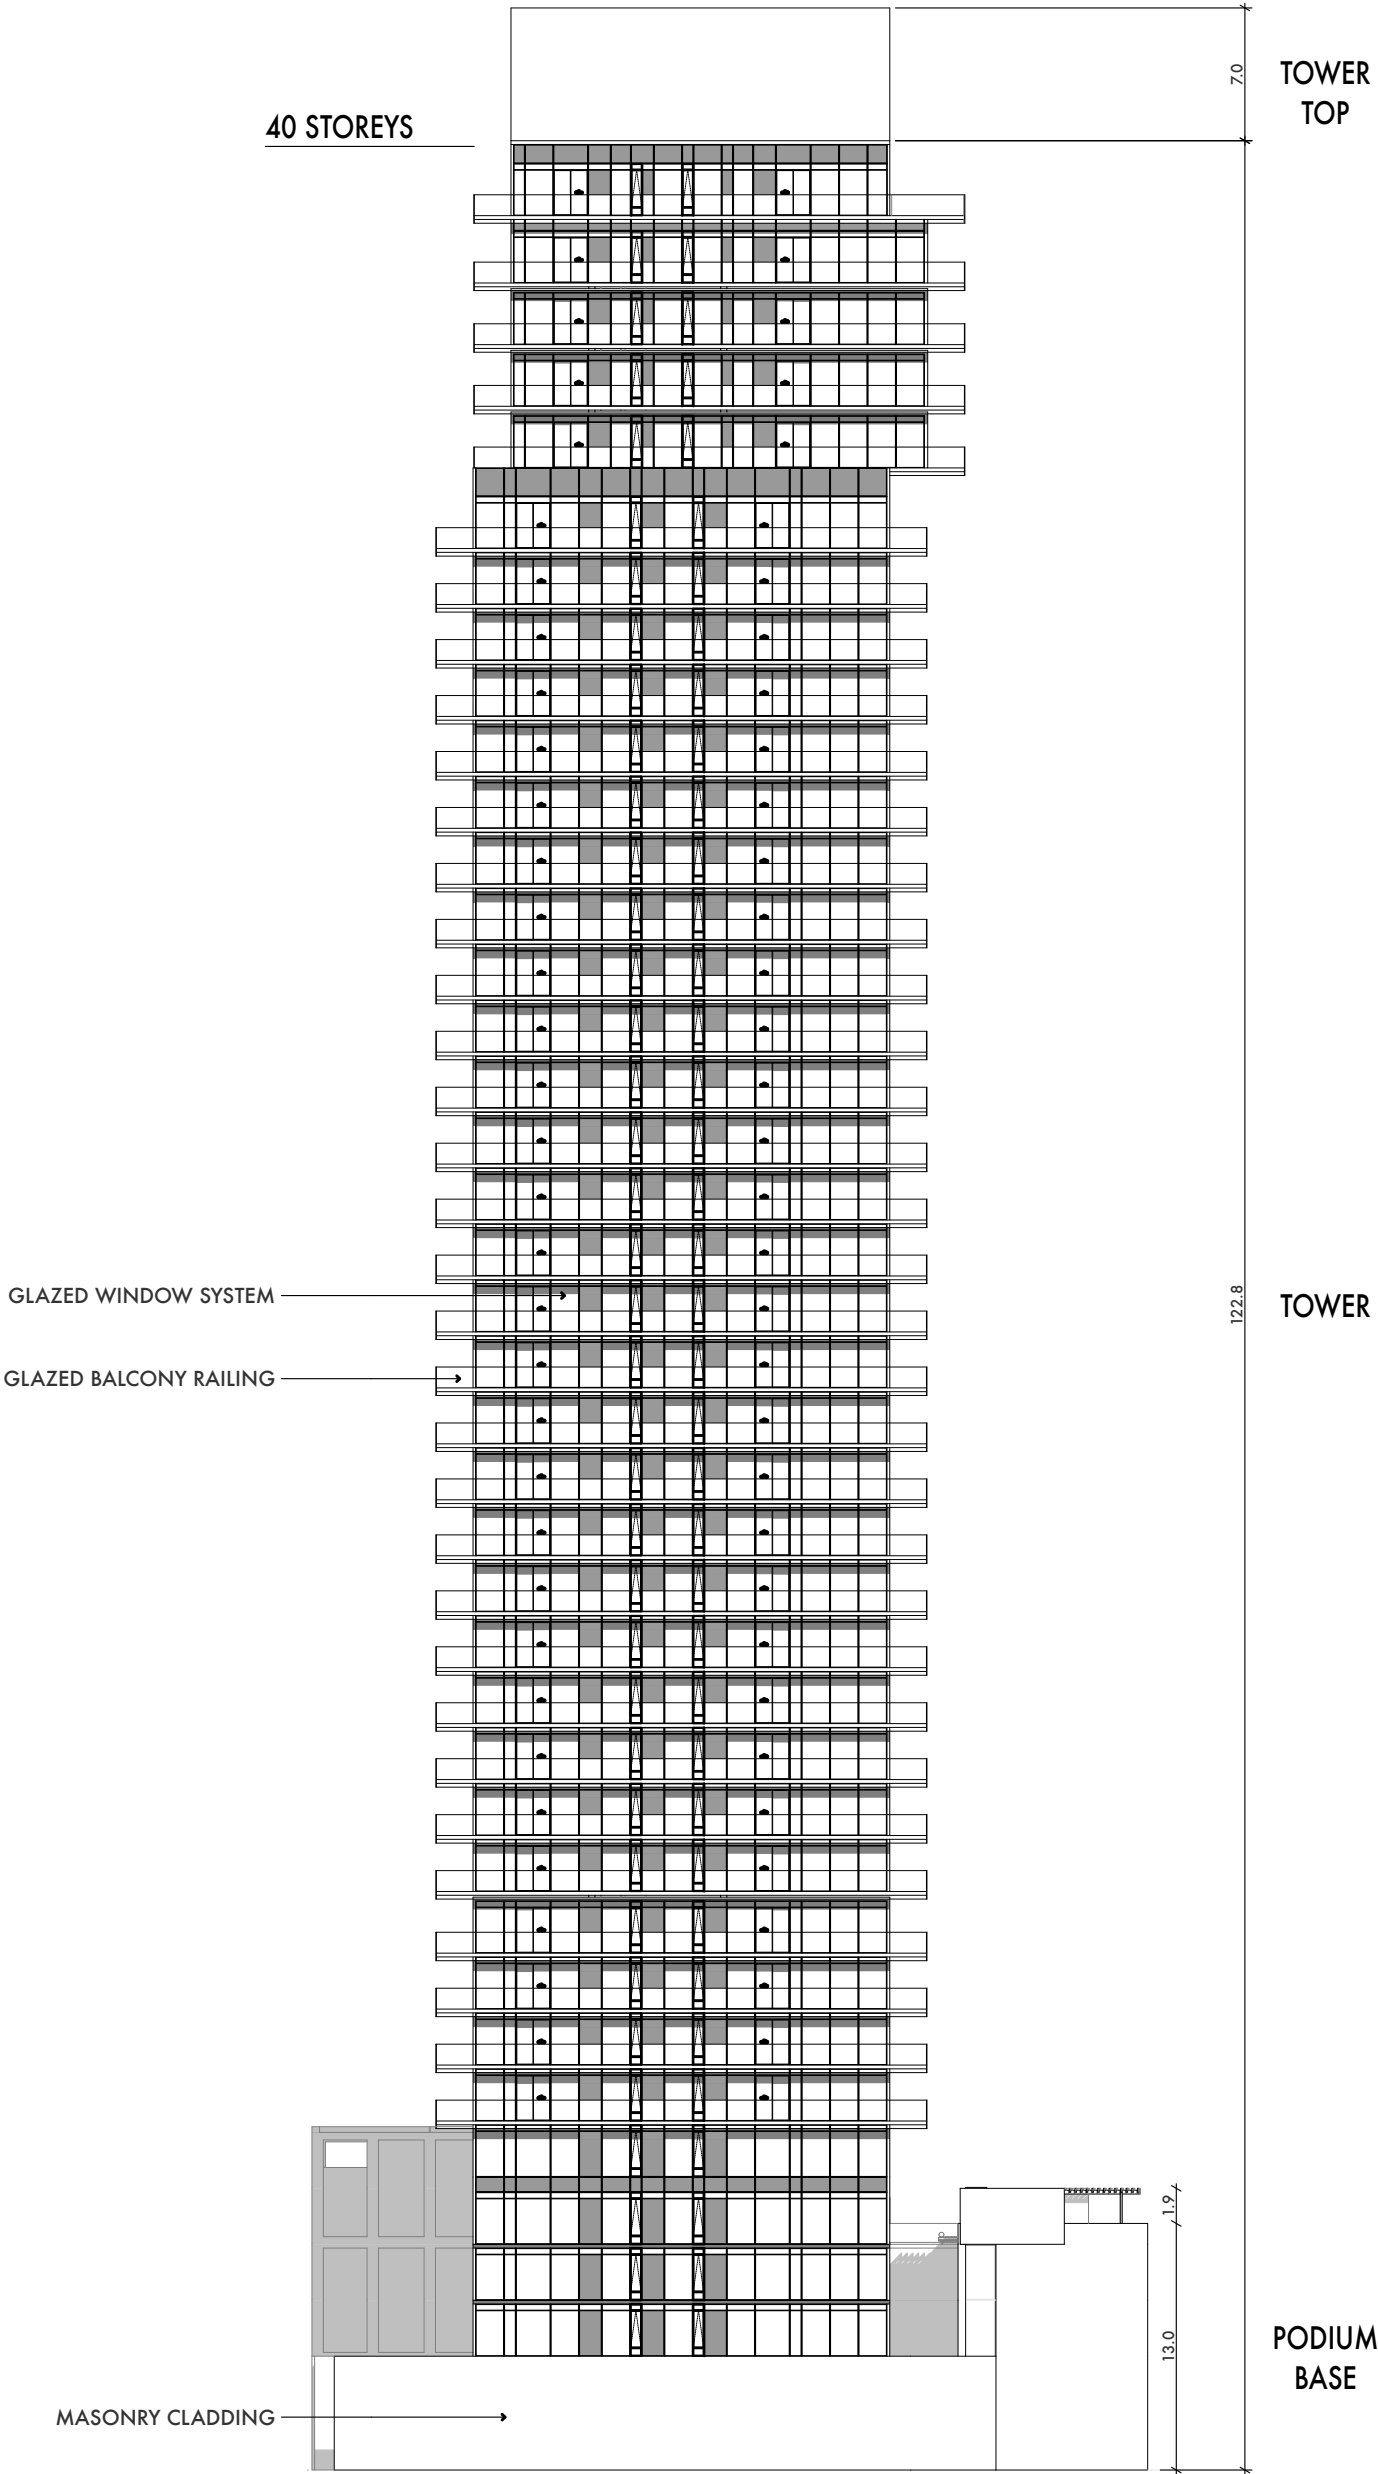 7.0
TOWER
TOP
40 STOREYS
GLAZED WINDOW SYSTEM
122.8
TOWER
GLAZED BALCONY RAILING
1.9
13.0
PODIUM
BASE
MASONRY CLADDING